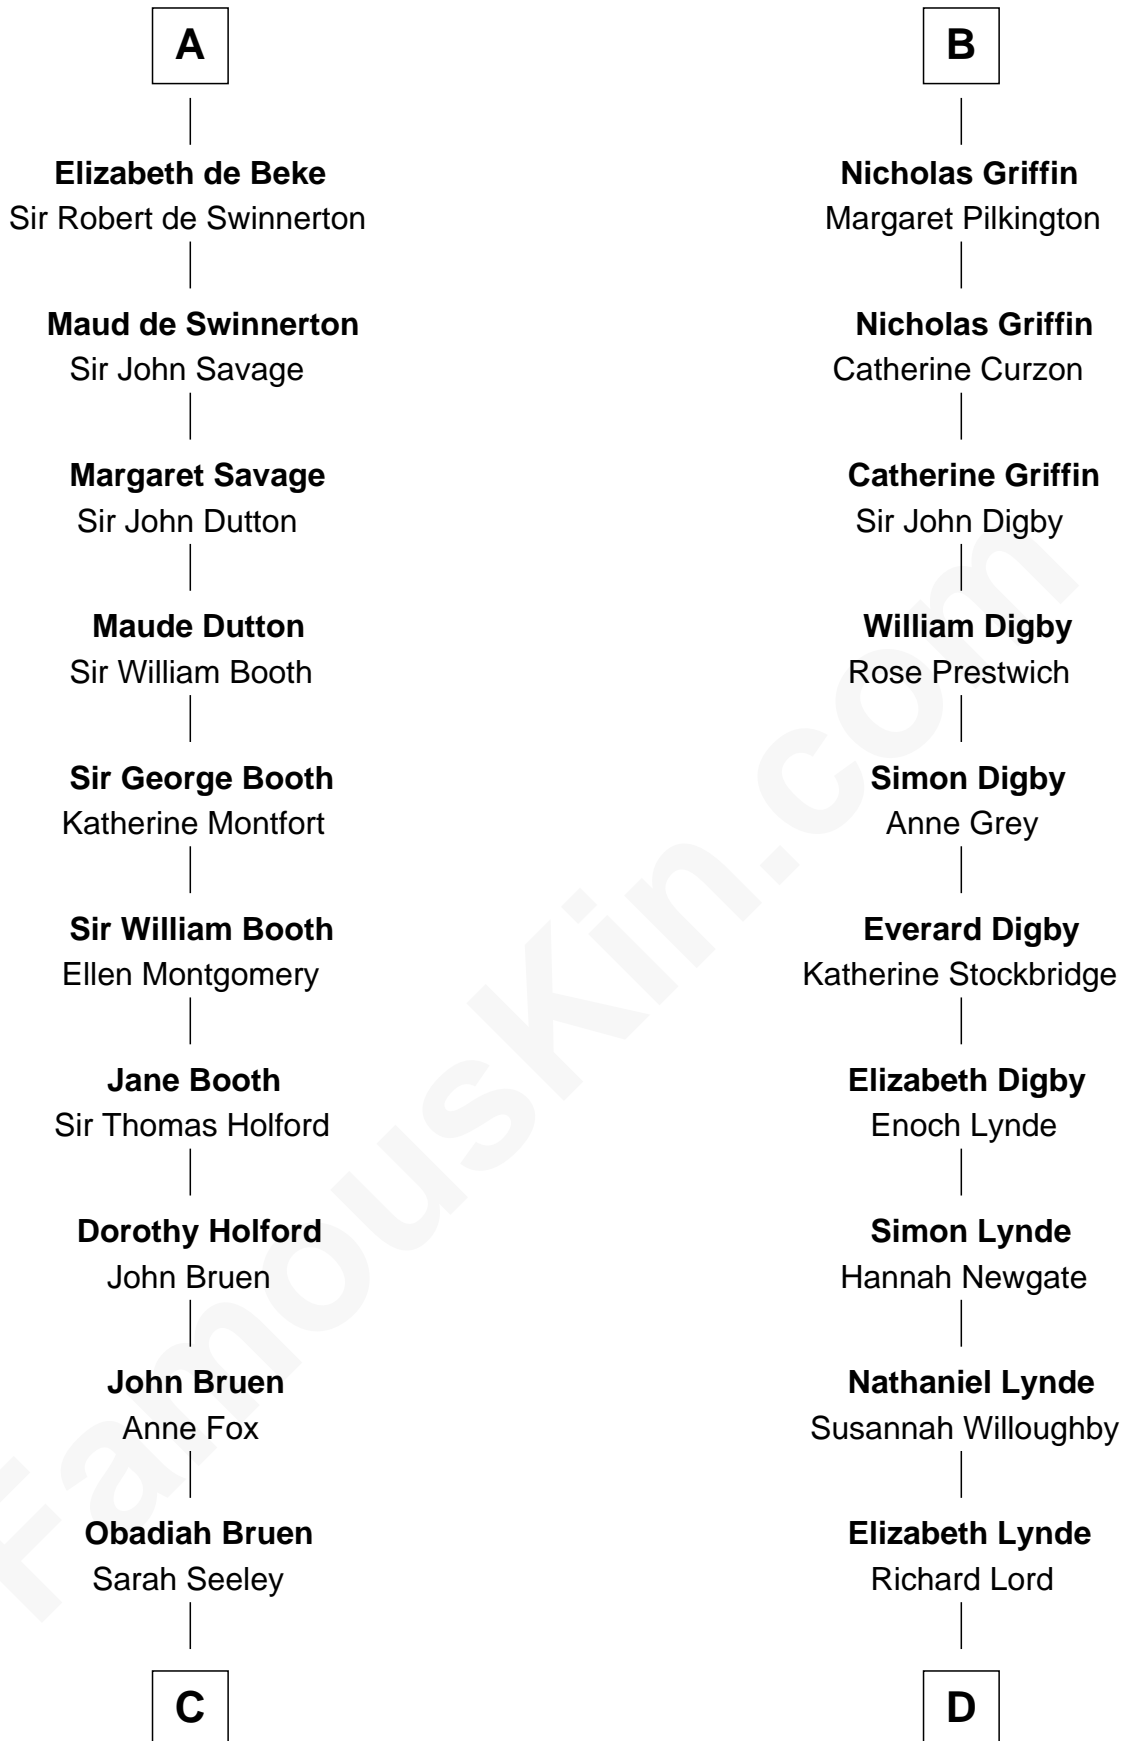 A
Elizabeth de Beke
Sir Robert de Swinnerton
Maud de Swinnerton
Sir John Savage
Margaret Savage
Sir John Dutton
Maude Dutton
Sir William Booth
Sir George Booth
Katherine Montfort
Sir William Booth
Ellen Montgomery
Jane Booth
Sir Thomas Holford
Dorothy Holford
John Bruen
John Bruen
Anne Fox
Obadiah Bruen
Sarah Seeley
C
B
Nicholas Griffin
Margaret Pilkington
Nicholas Griffin
Catherine Curzon
Catherine Griffin
Sir John Digby
William Digby
Rose Prestwich
Simon Digby
Anne Grey
Everard Digby
Katherine Stockbridge
Elizabeth Digby
Enoch Lynde
Simon Lynde
Hannah Newgate
Nathaniel Lynde
Susannah Willoughby
Elizabeth Lynde
Richard Lord
D
FamousKin.com